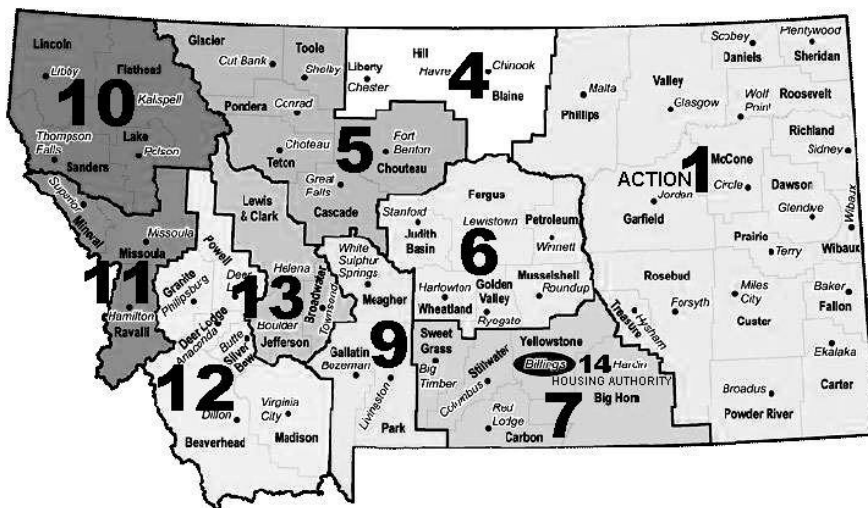 Lincoln
Libby
Flathead
10
Kalispell
Thompson
Falls
Lake
Polson
Sanders
Glacier
Cut Bank
Toole
Shelby
Pondera
Conrad
Choteau
Teton
5
Fort
Benton
Chouteau
Great
Falls
Cascade
Hill
Liberty
Havre
Chester
4
Chinook
Blaine
Scobey
Daniels
Plentywood
Sheridan
Valley
Malta
Phillips
Glasgow
Wolf
Point
Roosevelt
Richland
Sidney
McCone
ACTION
1
Circle
Jordan
Garfield
Dawson
Glendive
Wibaux
Prairie
Terry
Wibaux
Rosebud
Forsyth
Treasure
Hysham
Miles
City
Custer
Baker
Fallon
Ekalaka
Carter
Broadus
Powder River
Superior
Mineral
Missoula
Missoula
11
Hamilton
Ravalli
Powell
Granite
Philipsburg
Deer
Deer Lodge
Anaconda
Butte
Silver
Bow
12
Dillon
Virginia
City
Beaverhead
Madison
Lewis
& Clark
Helena
13
Broadwater
Townsend
Boulder
Jefferson
White
Sulphur
Springs
Meagher
Gallatin
Bozeman
9
Livingston
Park
Fergus
Stanford
Judith
Basin
Lewistown
Petroleum
Winnett
6
Harlowton
Wheatland
Golden
Valley
Ryegate
Musselshell
Roundup
Sweet
Grass
Big
Timber
Stillwater
Columbus
Yellowstone
Billings
14
Hardin
HOUSING AUTHORITY
Big Horn
7
Red
Lodge
Carbon